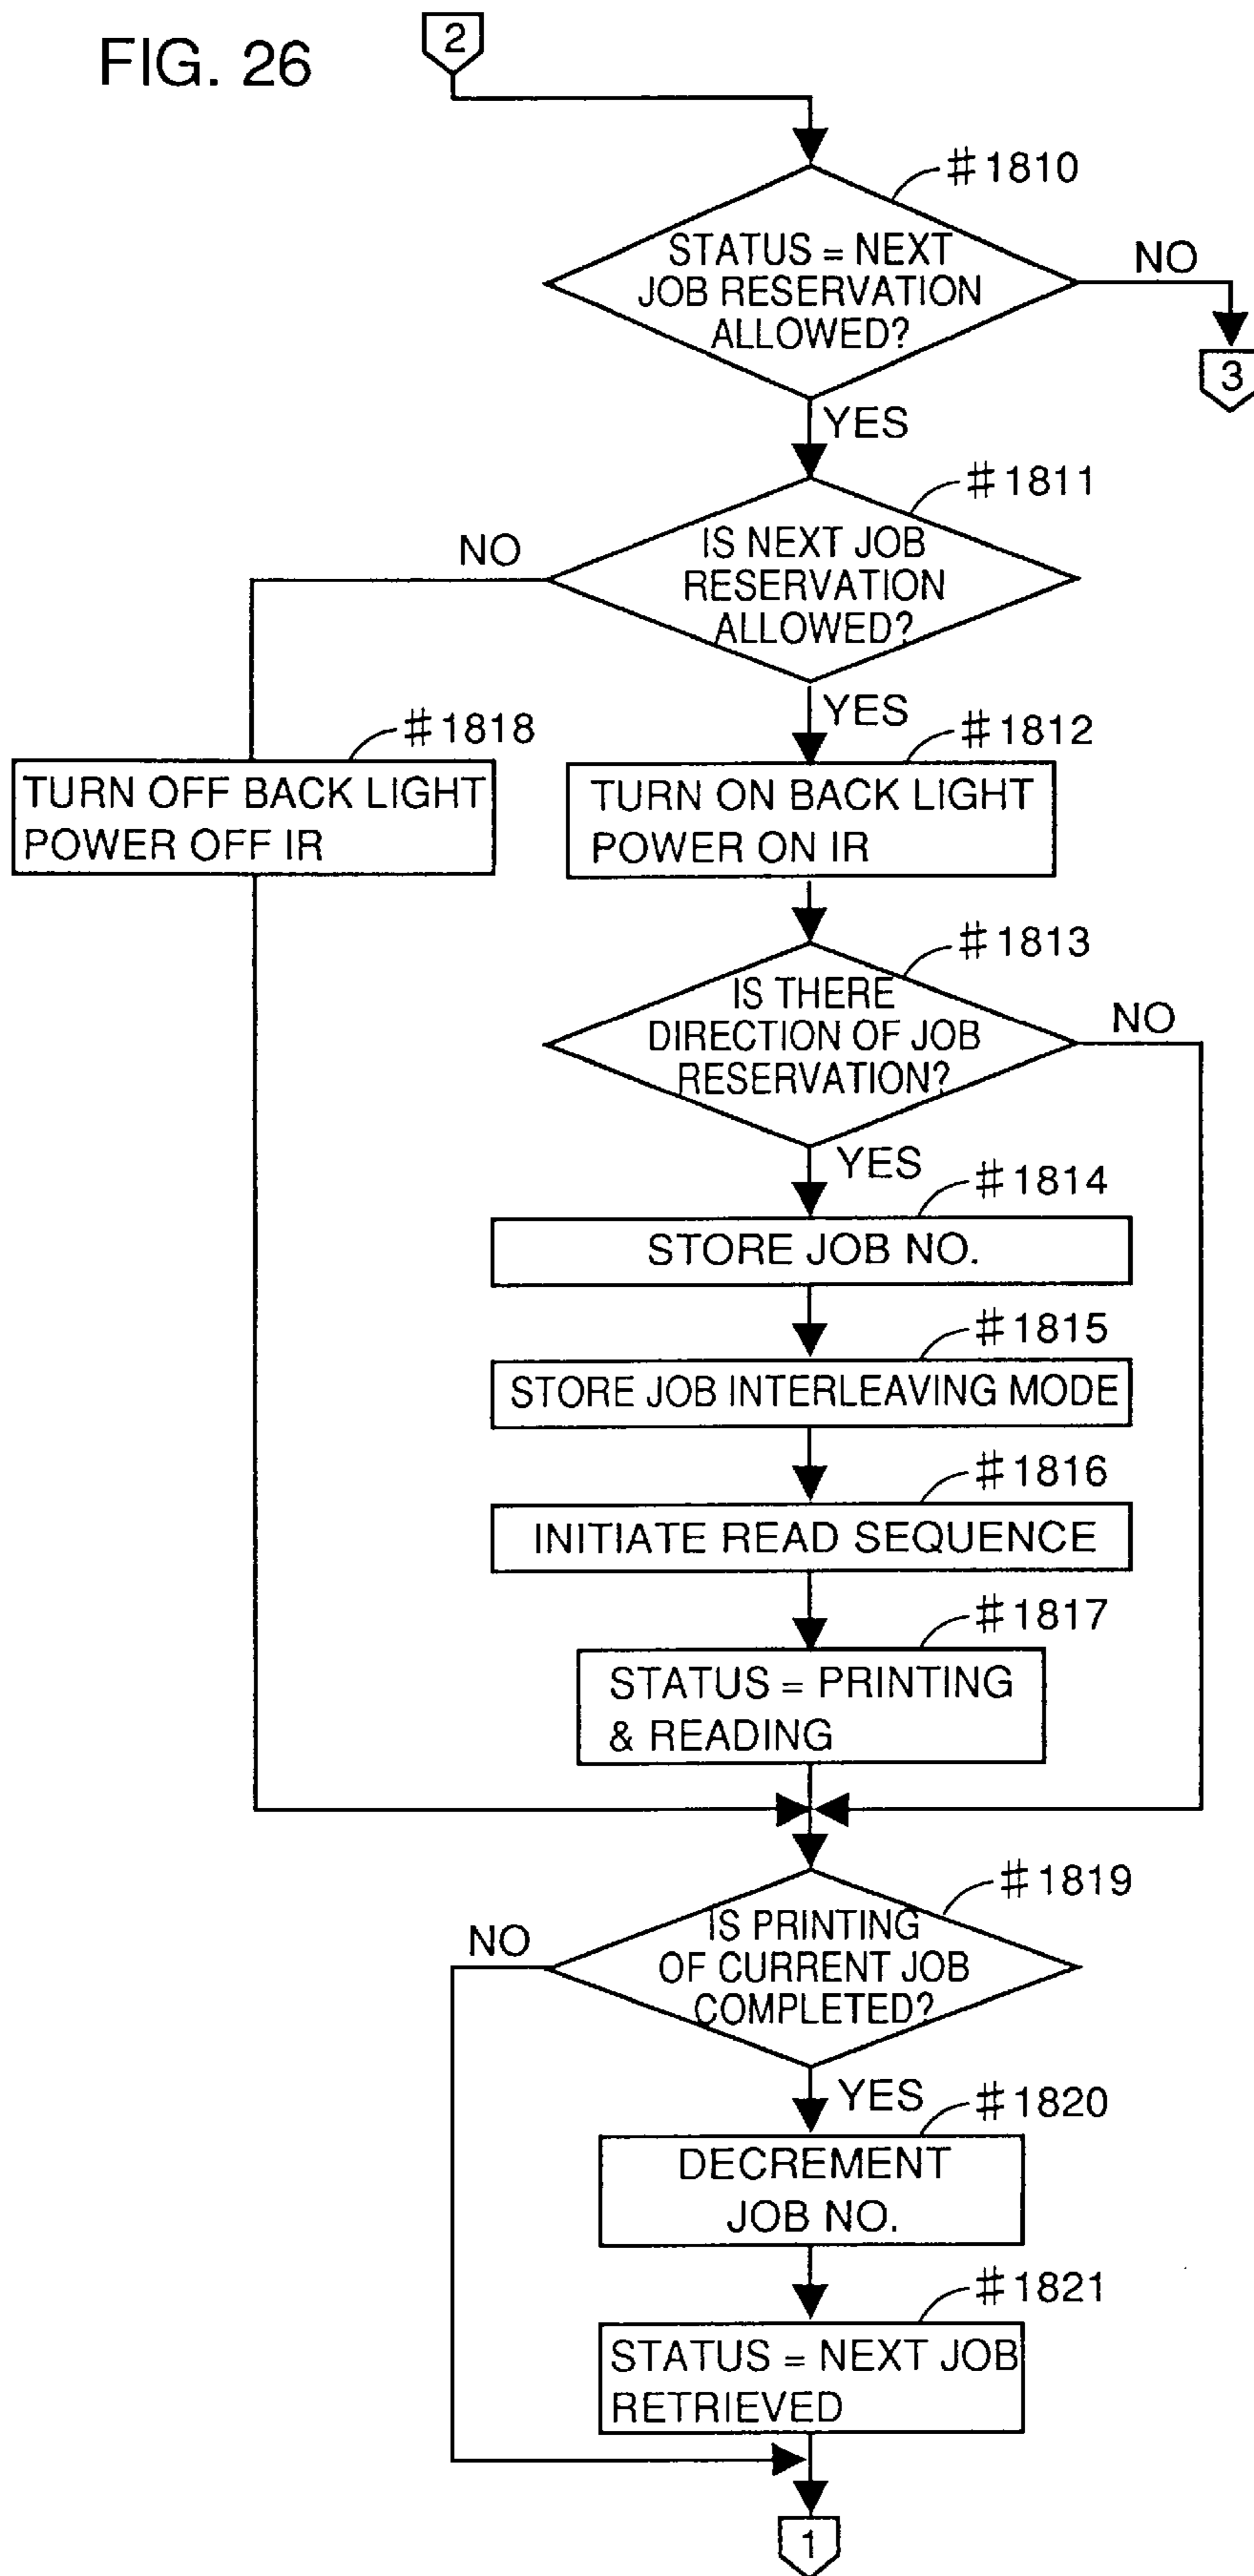 FIG. 26
2
#1810
STATUS = NEXT
JOB RESERVATION
ALLOWED?
NO
3
YES
#1811
IS NEXT JOB
RESERVATION
ALLOWED?
NO
YES
#1818
TURN OFF BACK LIGHT
POWER OFF IR
#1812
TURN ON BACK LIGHT
POWER ON IR
#1813
IS THERE
DIRECTION OF JOB
RESERVATION?
NO
YES
#1814
STORE JOB NO.
#1815
STORE JOB INTERLEAVING MODE
#1816
INITIATE READ SEQUENCE
#1817
STATUS = PRINTING
& READING
#1819
IS PRINTING
OF CURRENT JOB
COMPLETED?
NO
YES
#1820
DECREMENT
JOB NO.
#1821
STATUS = NEXT JOB
RETRIEVED
1